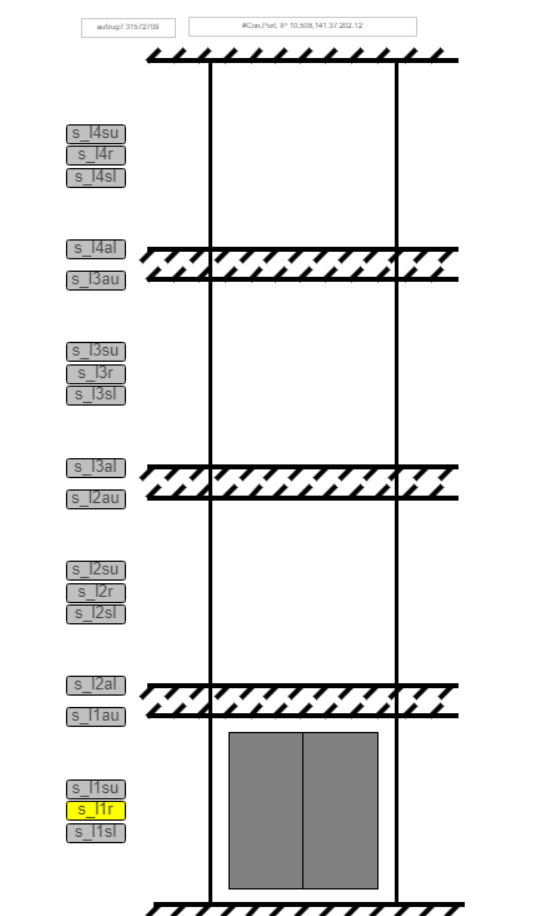 aufzug7 31572709
#Con,Port, IP 10,508,141.37.202.12
s_l4su
s_l4r
s_l4sl
s_l4al
s_l3au
s_l3su
s_l3r
s_l3sl
s_l3al
s_l2au
s_l2su
s_l2r
s_l2sl
s_l2al
s_l1au
s_l1su
s_l1r
s_l1sl